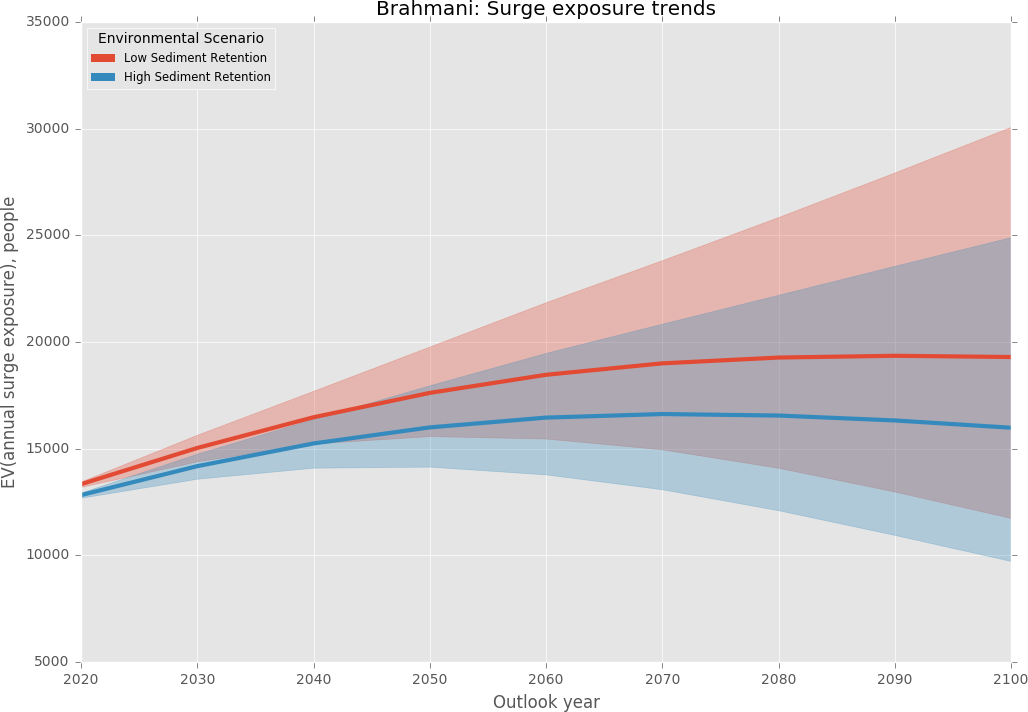 Brahmani: Surge exposure trends
Environmental Scenario
Low Sediment Retention
High Sediment Retention
EV(annual surge exposure), people
35000
30000
25000
20000
15000
10000
5000
2020 2030 2040 2050 2060 2070 2080 2090 2100
Outlook year